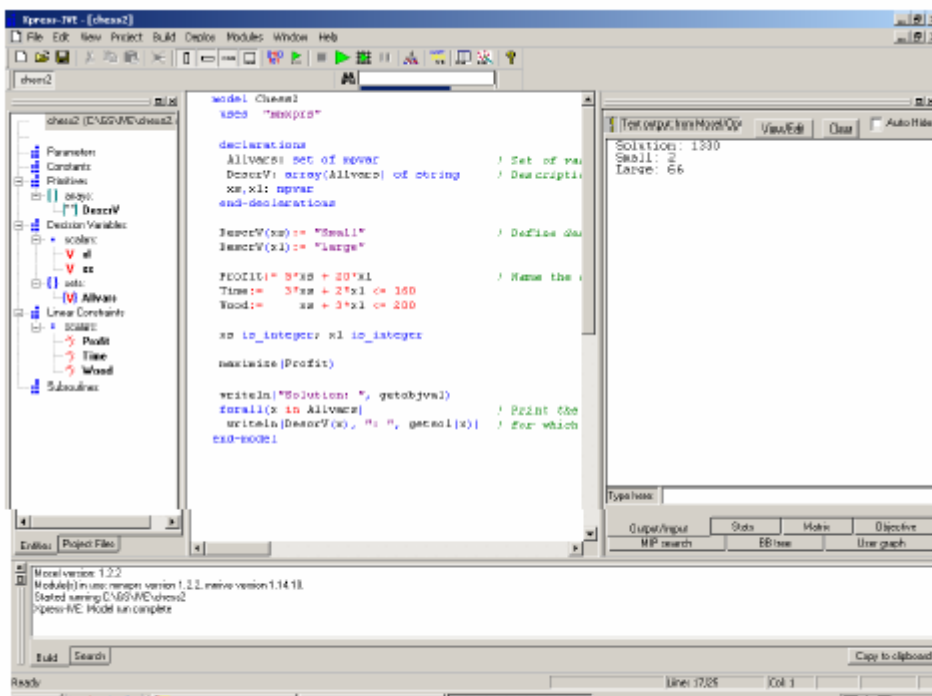 Xpress-IVE - [chess2]
File Edit View Project Build Deploy Modules Window Help
chess2
chess2 (C:\GS\IVE\chess2.
Parameters
Constants
Primitives
arrays:
DescrV
Decision Variables
scalars:
xl
xs
sets:
Allvars
Linear Constraints
scalars:
Profit
Time
Wood
Subroutines
Entities Project Files
model Chess2
uses "mmxprs"
declarations
Allvars: set of mpvar ! Set of
DescrV: array(Allvars) of string !
xs,xl: mpvar
end-declarations
DescrV(xs):= "Small" ! Define
DescrV(xl):= "Large"
Profit:= 5*xs + 20*xl ! Name the
Time:= 3*xs + 2*xl <= 160
Wood:= xs + 3*xl <= 200
xs is_integer; xl is_integer
maximize(Profit)
writeln("Solution: ", getobjval)
forall(x in Allvars) ! Print the
writeln(DescrV(x), ": ", getsol(x)) ! for which
end-model
Text output from Model/Opt View/Edit Clear Auto Hide
Solution: 1330
Small: 2
Large: 66
Type here:
Output/Input Stats Matrix Objective
MIP search BB tree User graph
Mosel version: 1.2.2
Module(s) in use: mmxprs version 1.2.2, mmive version 1.14.10.
Started running C:\GS\IVE\chess2
Xpress-IVE: Model run complete
Build Search
Copy to clipboard
Ready Line: 17/25 Col: 1